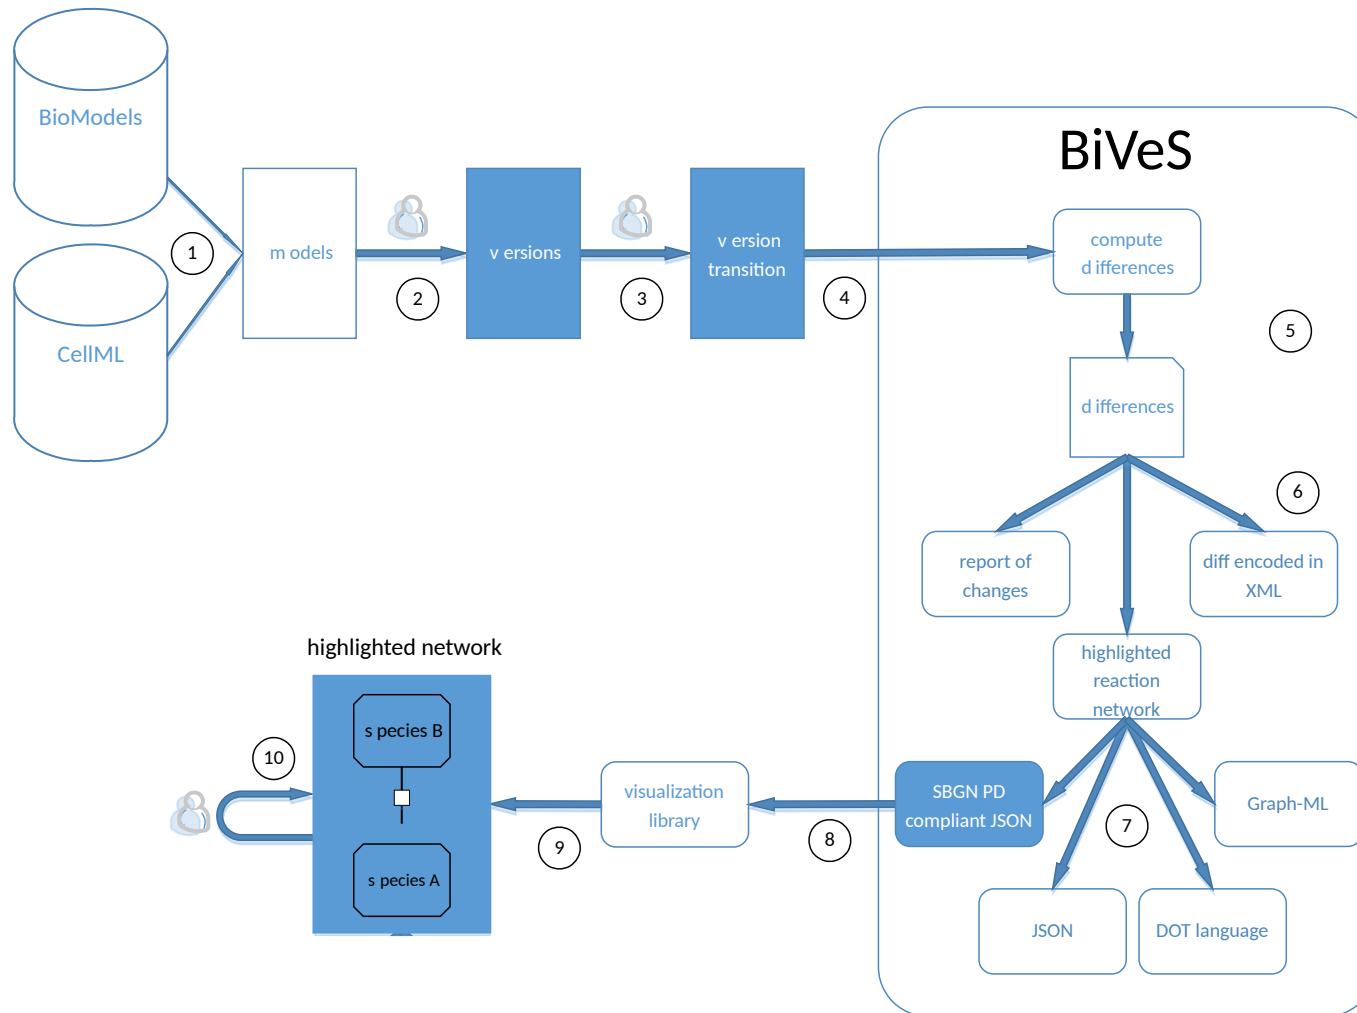 BioModels
CellML
1
m odels
2
v ersions
3
v ersion
transition
4
BiVeS
compute
d ifferences
5
d ifferences
6
report of
changes
diff encoded in
XML
highlighted
reaction
network
7
SBGN PD
compliant JSON
Graph-ML
JSON
DOT language
8
visualization
library
9
highlighted network
s pecies B
s pecies A
10